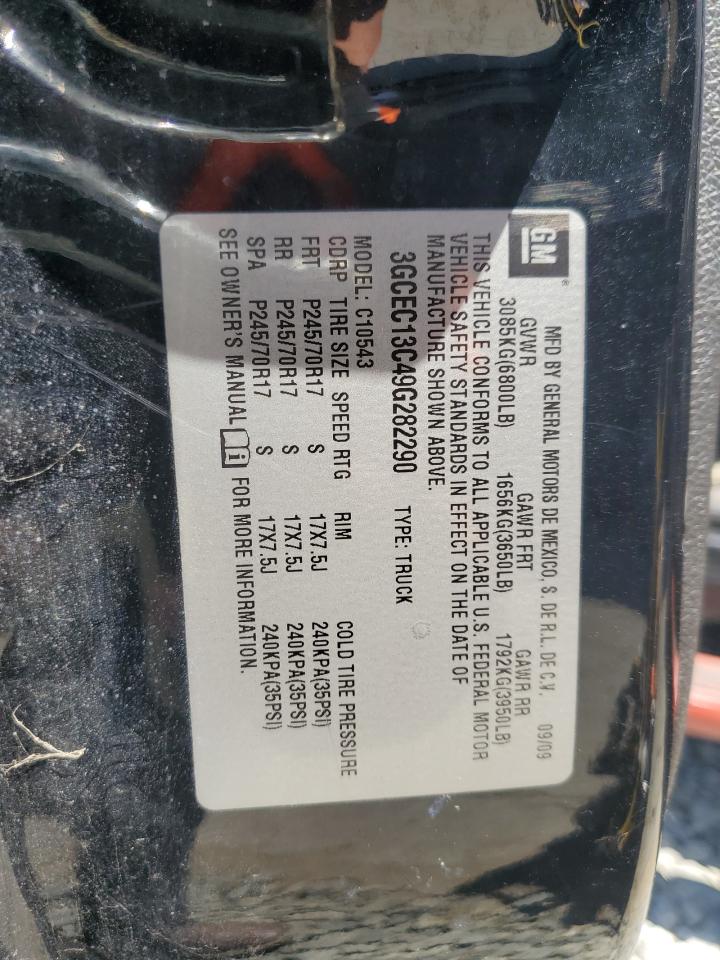 GM ®
MFD BY GENERAL MOTORS DE MEXICO, S. DE R.L. DE C.V. 09/09
GVWR GAWR FRT GAWR RR
3085KG(6800LB) 1656KG(3650LB) 1792KG(3950LB)
THIS VEHICLE CONFORMS TO ALL APPLICABLE U.S. FEDERAL MOTOR
VEHICLE SAFETY STANDARDS IN EFFECT ON THE DATE OF
MANUFACTURE SHOWN ABOVE.
3GCEC13C49G282290 TYPE: TRUCK
MODEL: C10543
CORP TIRE SIZE SPEED RTG RIM COLD TIRE PRESSURE
FRT P245/70R17 S 17X7.5J 240KPA(35PSI)
RR P245/70R17 S 17X7.5J 240KPA(35PSI)
SPA P245/70R17 S 17X7.5J 240KPA(35PSI)
SEE OWNER'S MANUAL FOR MORE INFORMATION.